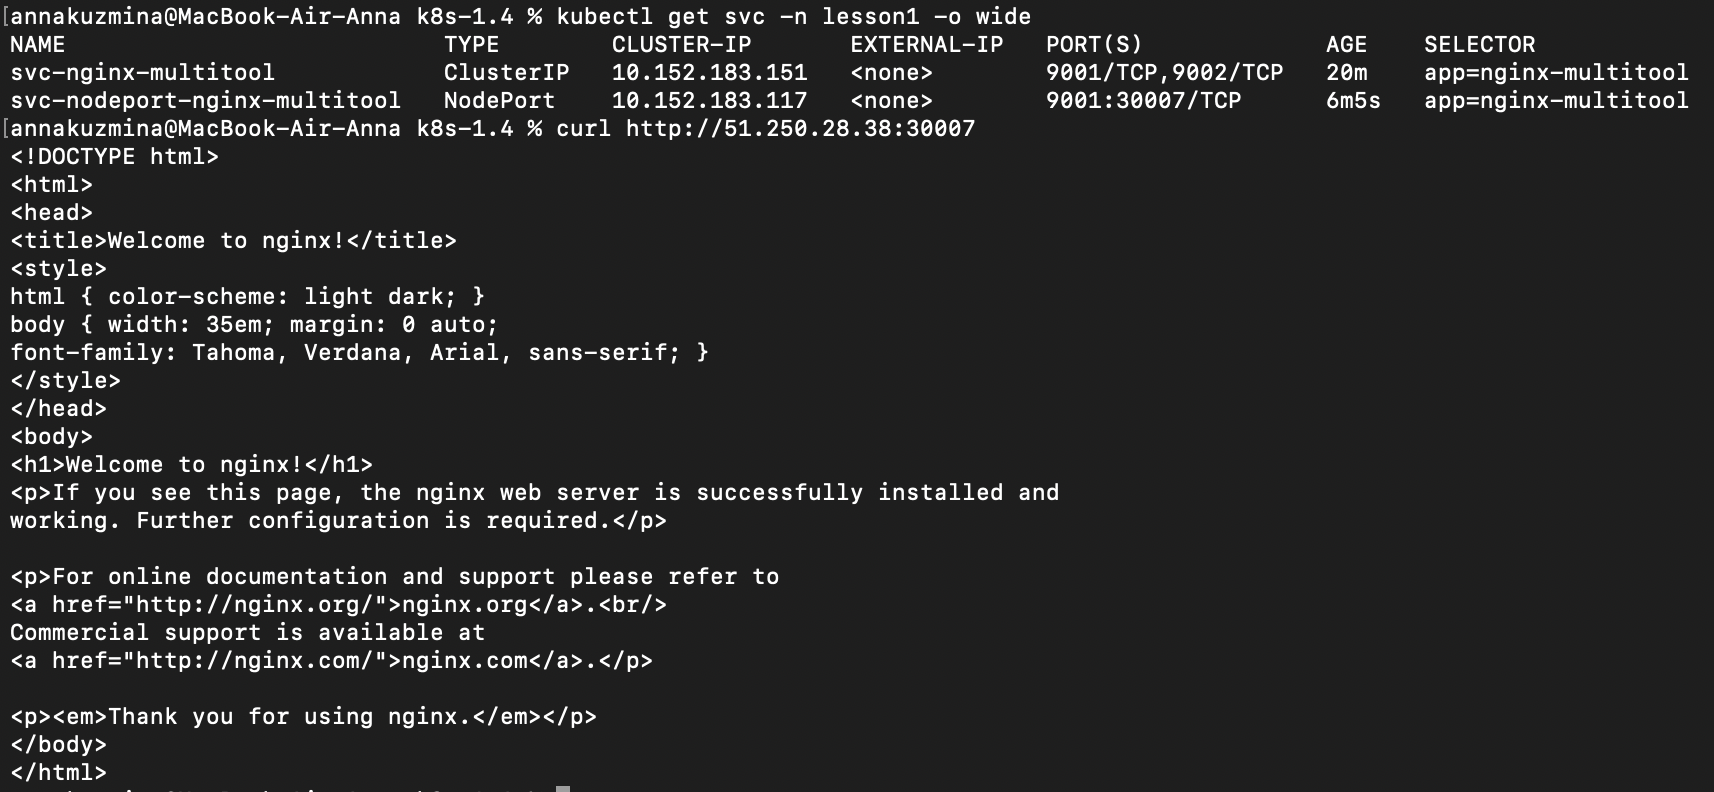 [annakuzmina@MacBook-Air-Anna k8s-1.4 % kubectl get svc -n lesson1 -o wide
NAME TYPE CLUSTER-IP EXTERNAL-IP PORT(S) AGE SELECTOR
svc-nginx-multitool ClusterIP 10.152.183.151 <none> 9001/TCP,9002/TCP 20m app=nginx-multitool
svc-nodeport-nginx-multitool NodePort 10.152.183.117 <none> 9001:30007/TCP 6m5s app=nginx-multitool
[annakuzmina@MacBook-Air-Anna k8s-1.4 % curl http://51.250.28.38:30007
<!DOCTYPE html>
<html>
<head>
<title>Welcome to nginx!</title>
<style>
html { color-scheme: light dark; }
body { width: 35em; margin: 0 auto;
font-family: Tahoma, Verdana, Arial, sans-serif; }
</style>
</head>
<body>
<h1>Welcome to nginx!</h1>
<p>If you see this page, the nginx web server is successfully installed and
working. Further configuration is required.</p>
<p>For online documentation and support please refer to
<a href="http://nginx.org/">nginx.org</a>.<br/>
Commercial support is available at
<a href="http://nginx.com/">nginx.com</a>.</p>
<p><em>Thank you for using nginx.</em></p>
</body>
</html>